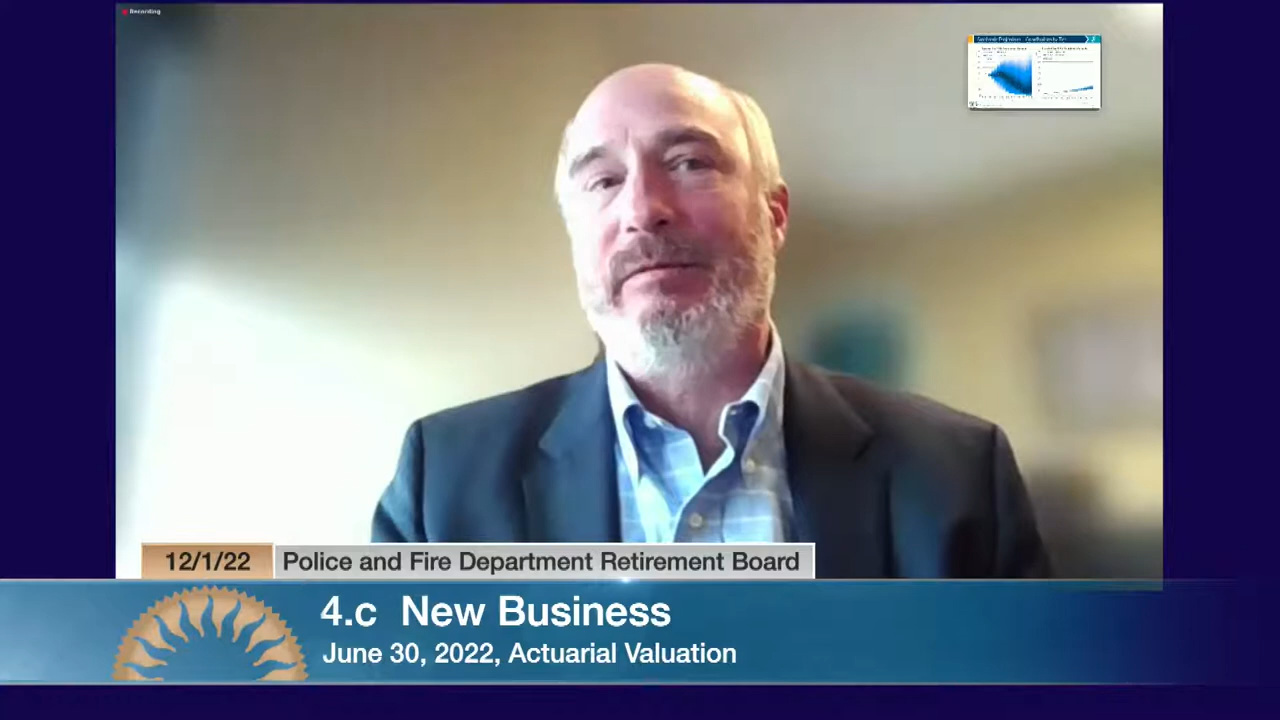 Recording
12/1/22
Police and Fire Department Retirement Board
4.c New Business
June 30, 2022, Actuarial Valuation